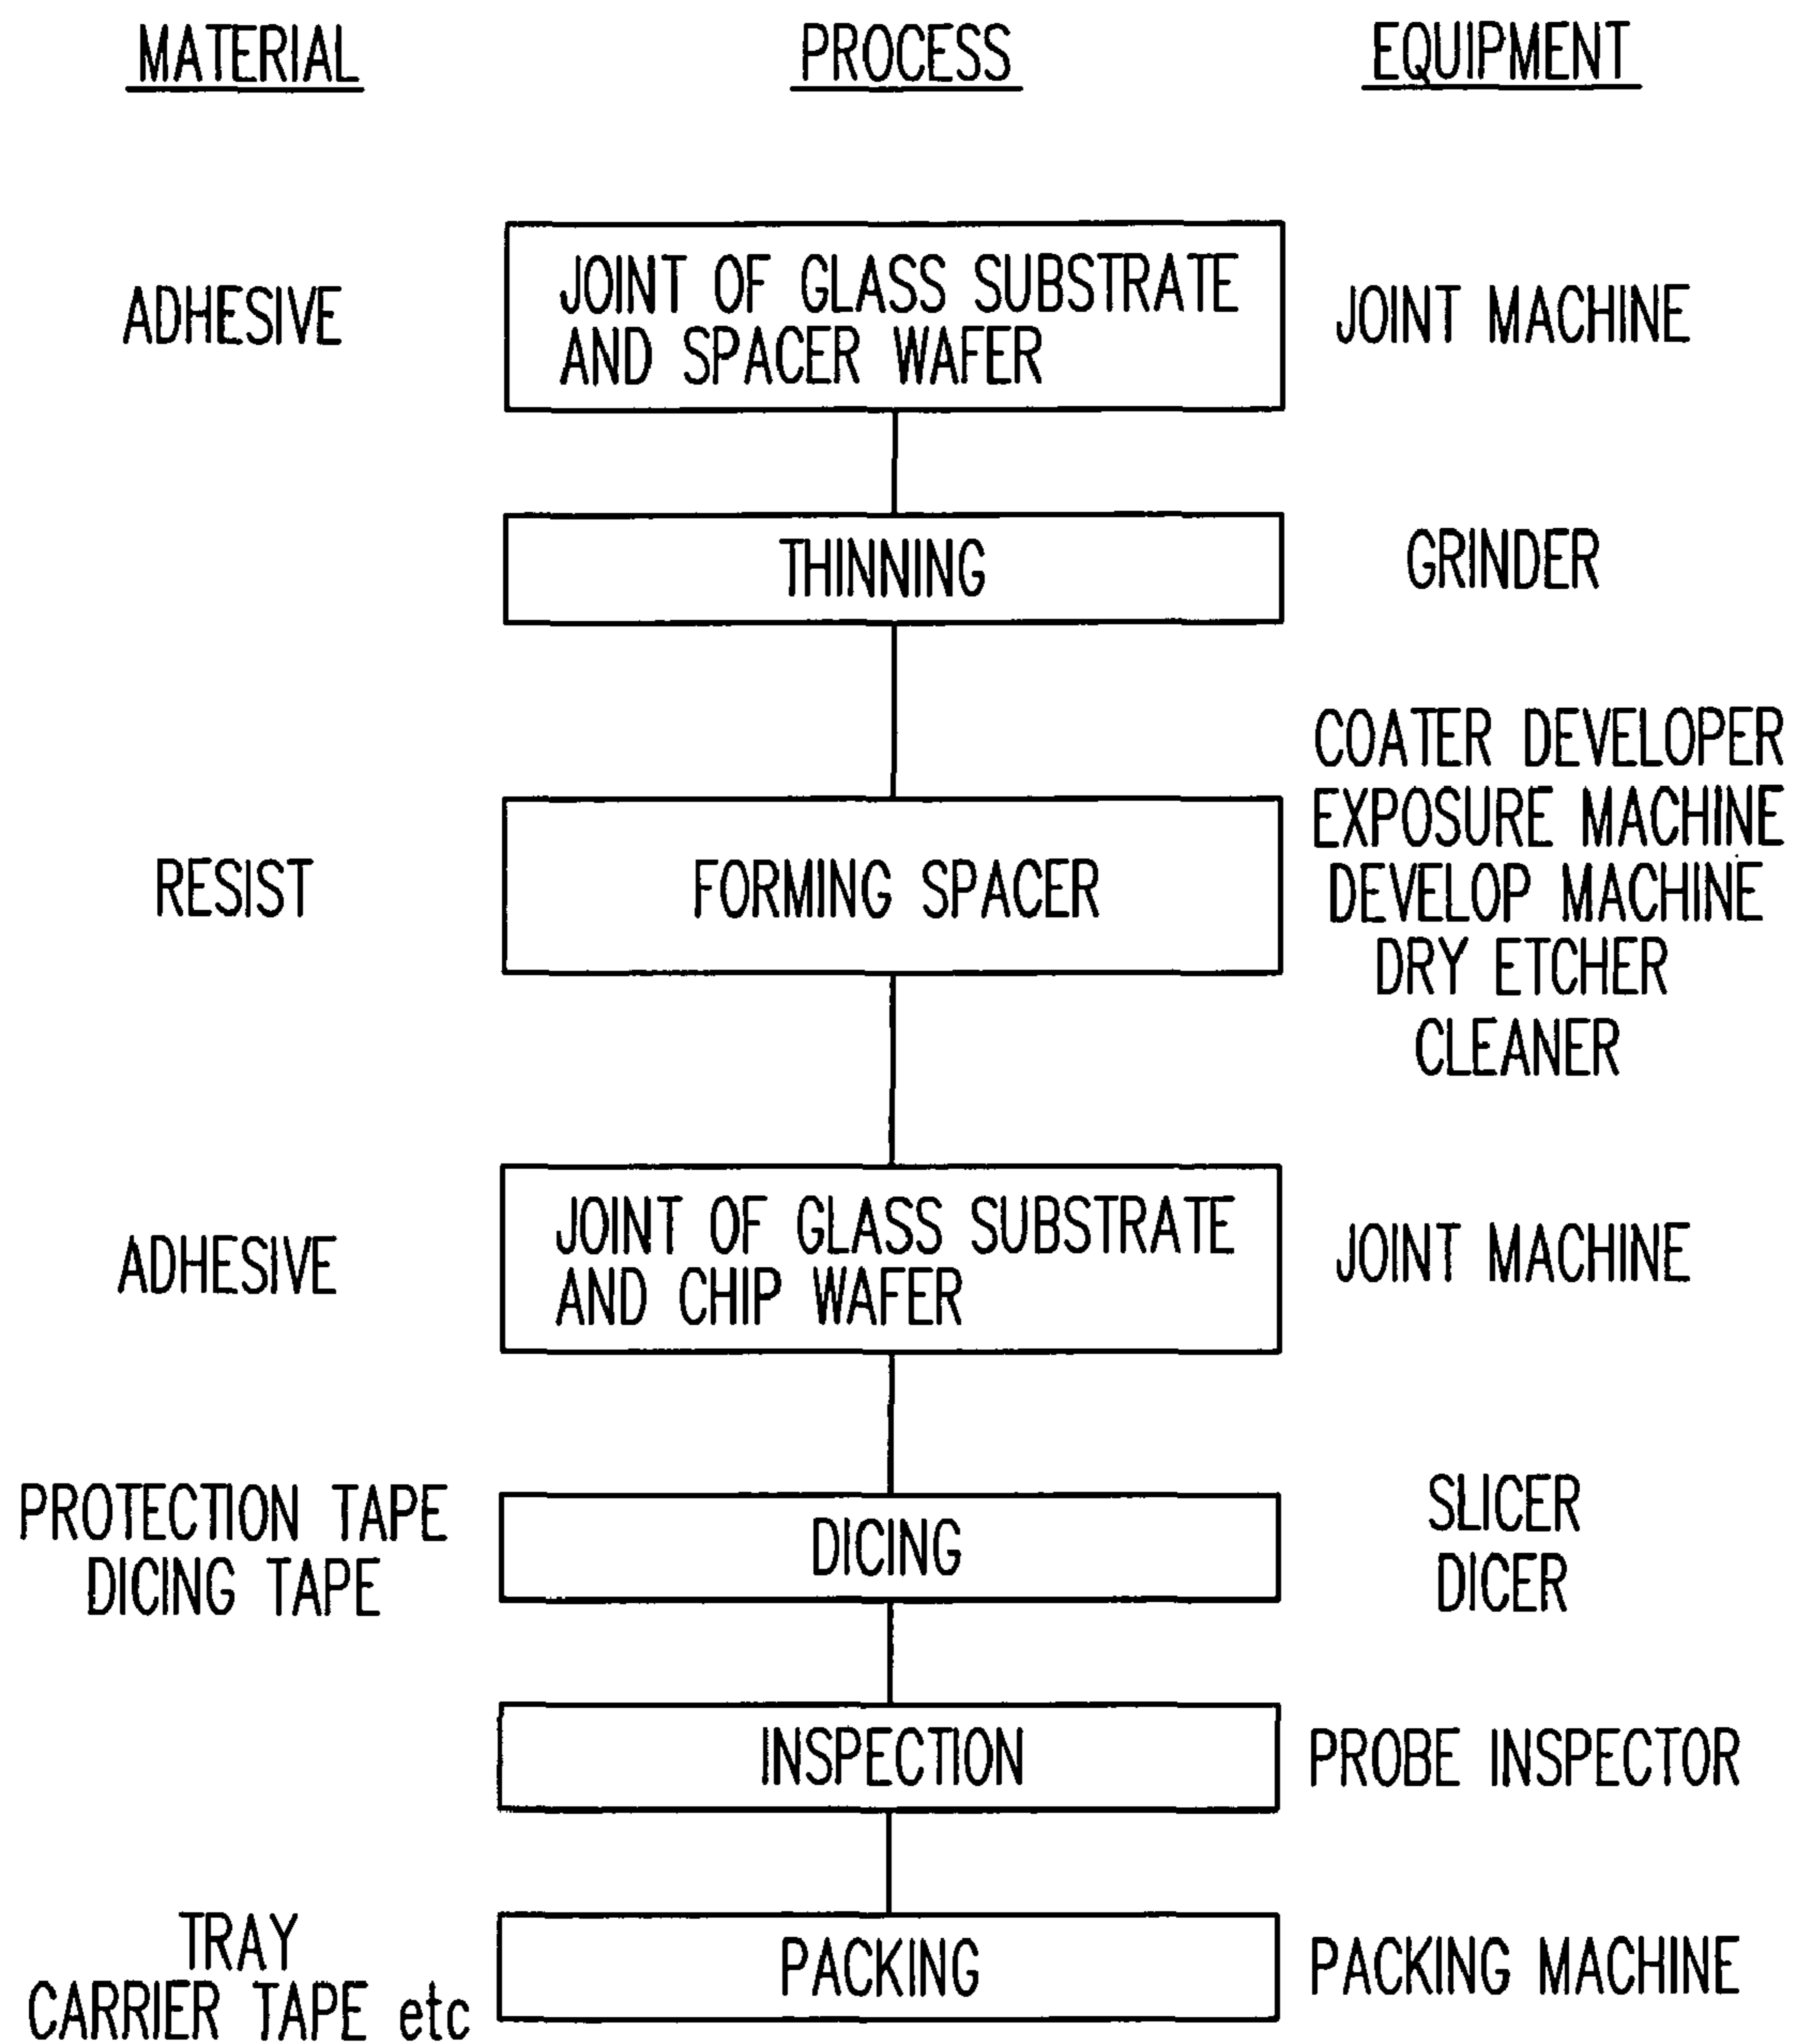 MATERIAL
PROCESS
EQUIPMENT
ADHESIVE
JOINT OF GLASS SUBSTRATE
AND SPACER WAFER
JOINT MACHINE
THINNING
GRINDER
RESIST
FORMING SPACER
COATER DEVELOPER
EXPOSURE MACHINE
DEVELOP MACHINE
DRY ETCHER
CLEANER
ADHESIVE
JOINT OF GLASS SUBSTRATE
AND CHIP WAFER
JOINT MACHINE
PROTECTION TAPE
DICING TAPE
DICING
SLICER
DICER
INSPECTION
PROBE INSPECTOR
TRAY
CARRIER TAPE etc
PACKING
PACKING MACHINE